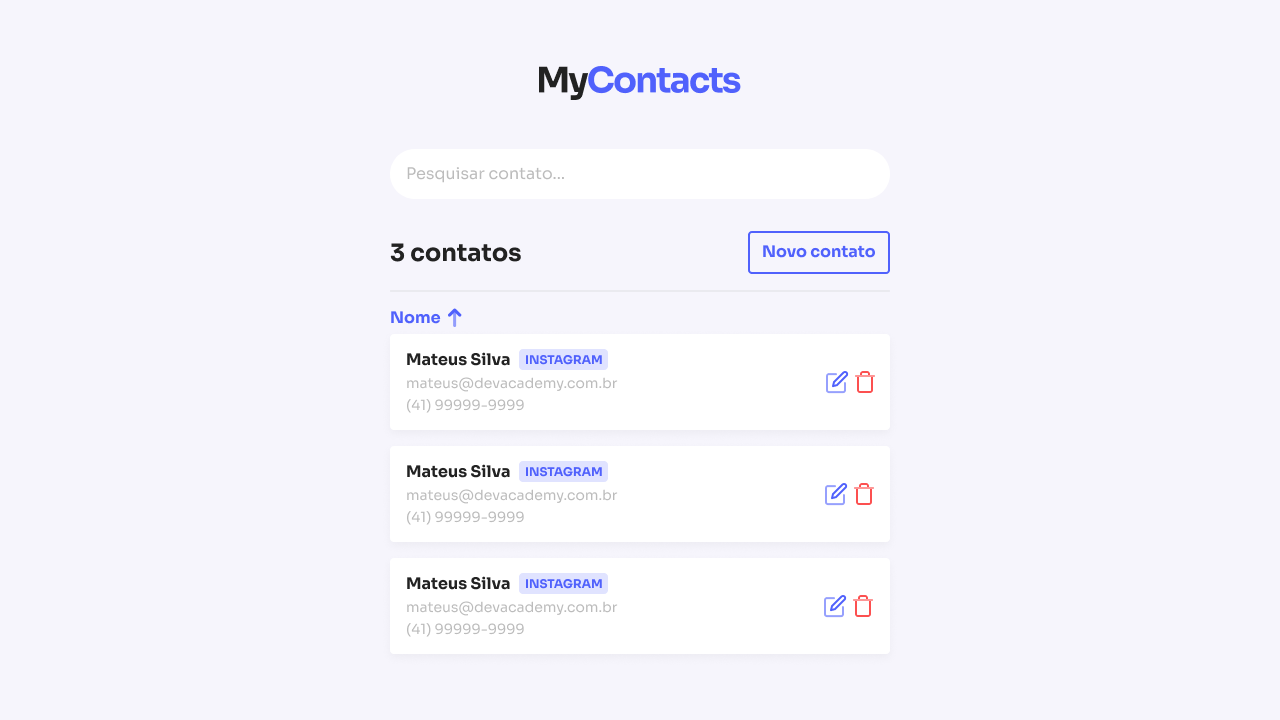 MyContacts
Pesquisar contato...
3 contatos
Novo contato
Nome
Mateus Silva INSTAGRAM
mateus@devacademy.com.br
(41) 99999-9999
Mateus Silva INSTAGRAM
mateus@devacademy.com.br
(41) 99999-9999
Mateus Silva INSTAGRAM
mateus@devacademy.com.br
(41) 99999-9999